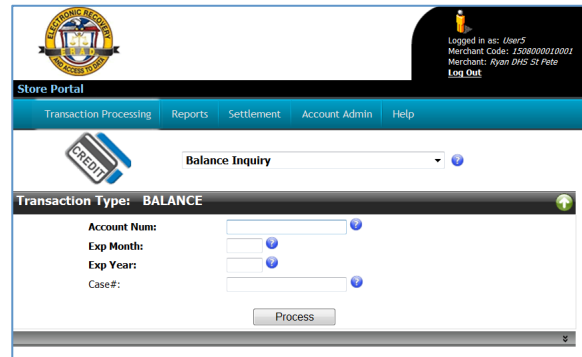 ELECTRONIC RECOVERY
ERAD
AND ACCESS TO DATA
Logged in as: User5
Merchant Code: 1508000010001
Merchant: Ryan DHS St Pete
Log Out
Store Portal
Transaction Processing Reports Settlement Account Admin Help
CREDIT
Balance Inquiry ?
Transaction Type: BALANCE
Account Num: ?
Exp Month: ?
Exp Year: ?
Case#: ?
Process